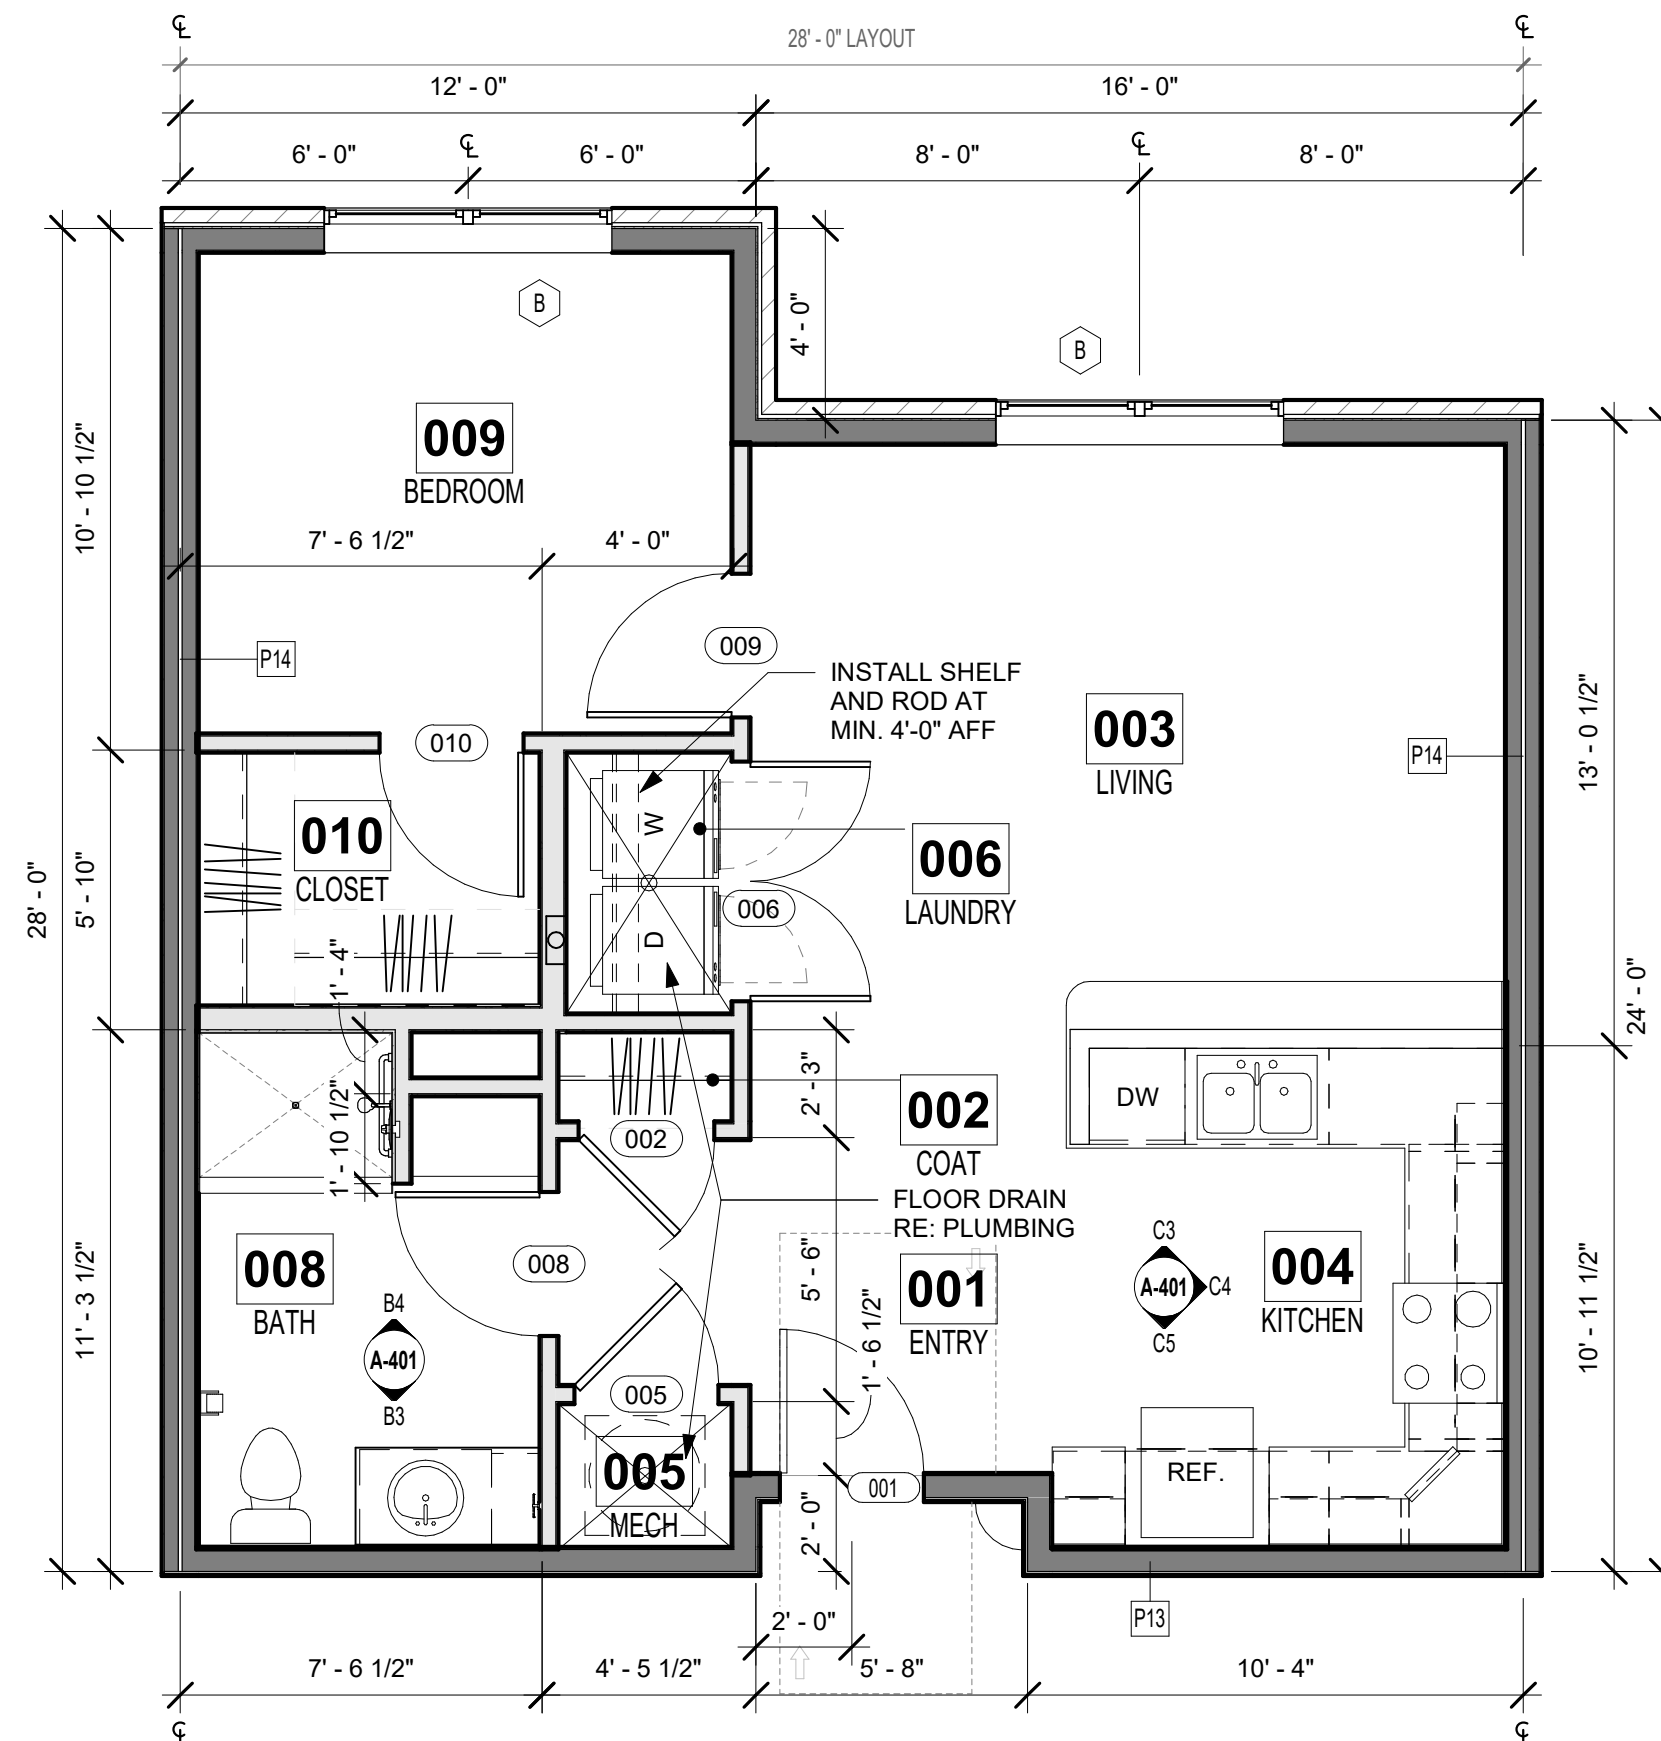 ℄
28' - 0" LAYOUT
℄
12' - 0"
16' - 0"
6' - 0"
℄
6' - 0"
8' - 0"
℄
8' - 0"
B
4' - 0"
B
009
BEDROOM
10' - 10 1/2"
7' - 6 1/2"
4' - 0"
P14
009
INSTALL SHELF
AND ROD AT
MIN. 4'-0" AFF
003
LIVING
P14
13' - 0 1/2"
010
010
CLOSET
W
D
006
006
LAUNDRY
28' - 0"
5' - 10"
24' - 0"
1' - 4"
1' - 10 1/2"
2' - 3"
DW
002
002
COAT
FLOOR DRAIN
RE: PLUMBING
008
BATH
008
11' - 3 1/2"
5' - 6"
001
ENTRY
1' - 6 1/2"
C3
A-401
C4
C5
004
KITCHEN
10' - 11 1/2"
B4
A-401
B3
005
005
MECH
001
REF.
2' - 0"
P13
2' - 0"
7' - 6 1/2"
4' - 5 1/2"
5' - 8"
10' - 4"
℄
℄